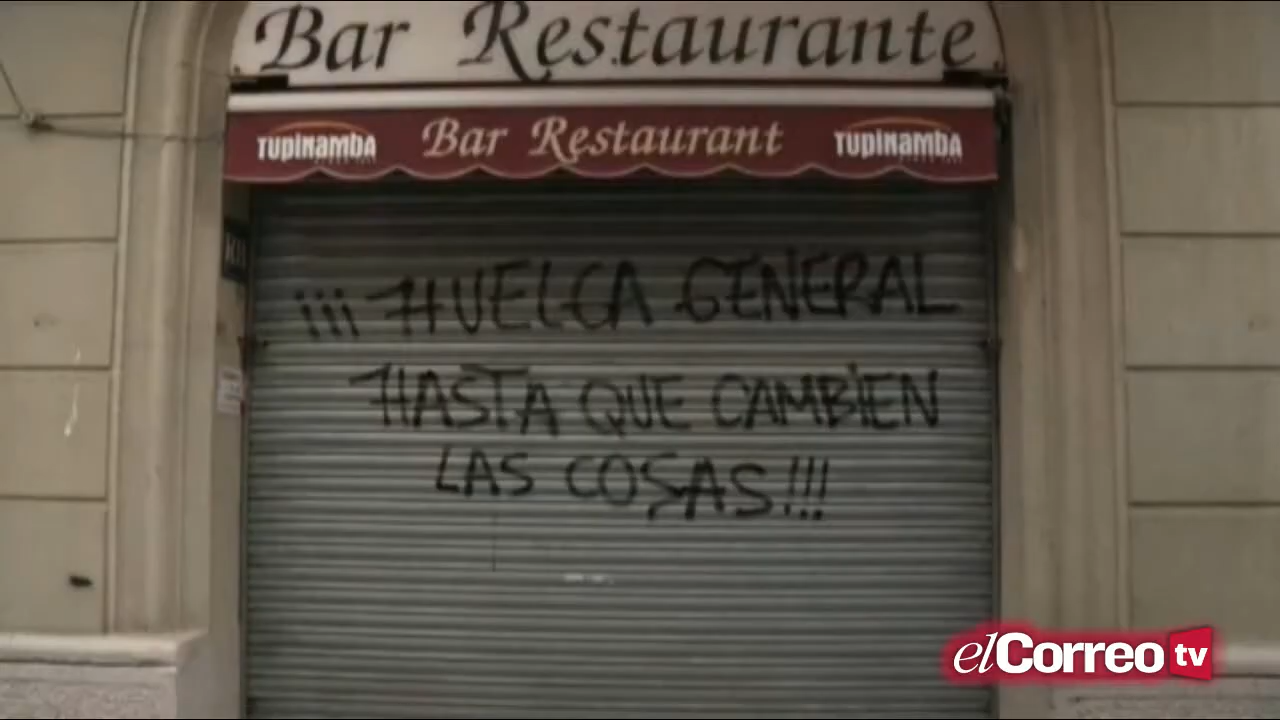 Bar Restaurante
TUPINAMBA Bar Restaurant TUPINAMBA
¡¡¡ HUELGA GENERAL
HASTA QUE CAMBIEN
LAS COSAS!!!
elCorreo tv